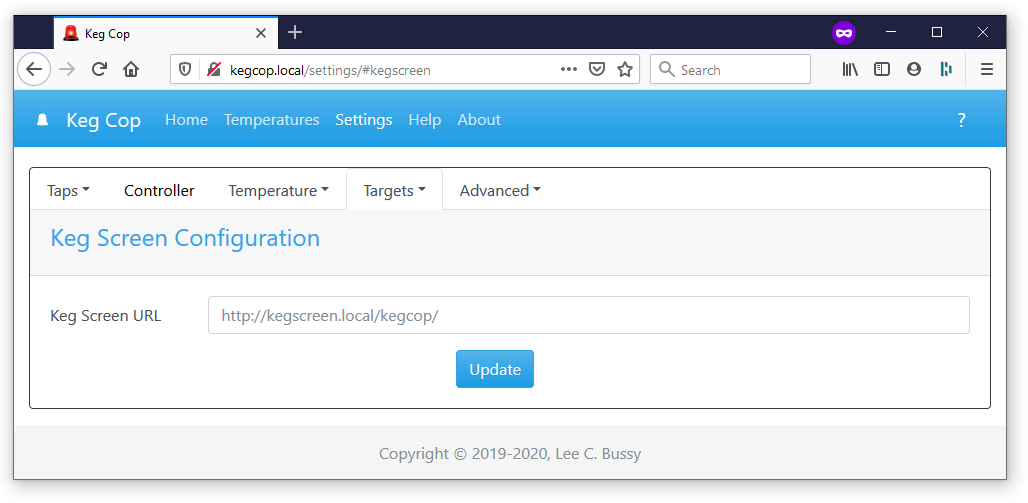 Keg Cop
kegcop.local/settings/#kegscreen
Search
Keg Cop Home Temperatures Settings Help About ?
Taps Controller Temperature Targets Advanced
Keg Screen Configuration
Keg Screen URL http://kegscreen.local/kegcop/
Update
Copyright © 2019-2020, Lee C. Bussy